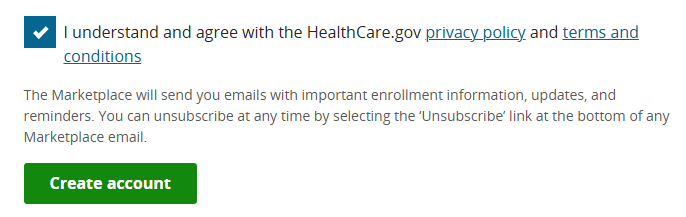 I understand and agree with the HealthCare.gov privacy policy and terms and
conditions
The Marketplace will send you emails with important enrollment information, updates, and
reminders. You can unsubscribe at any time by selecting the ‘Unsubscribe’ link at the bottom of any
Marketplace email.
Create account